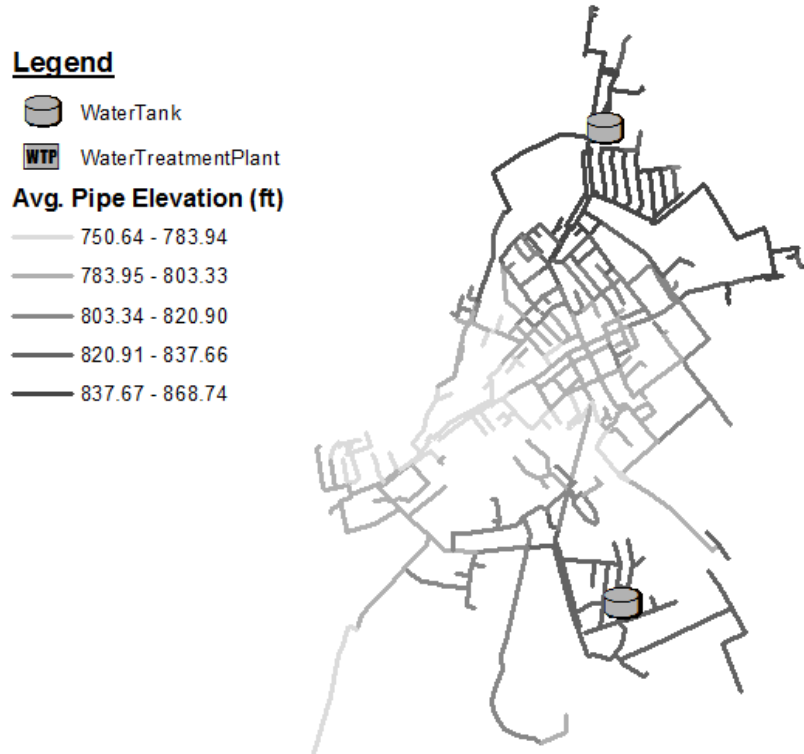 Legend
WaterTank
WTP WaterTreatmentPlant
Avg. Pipe Elevation (ft)
750.64 - 783.94
783.95 - 803.33
803.34 - 820.90
820.91 - 837.66
837.67 - 868.74